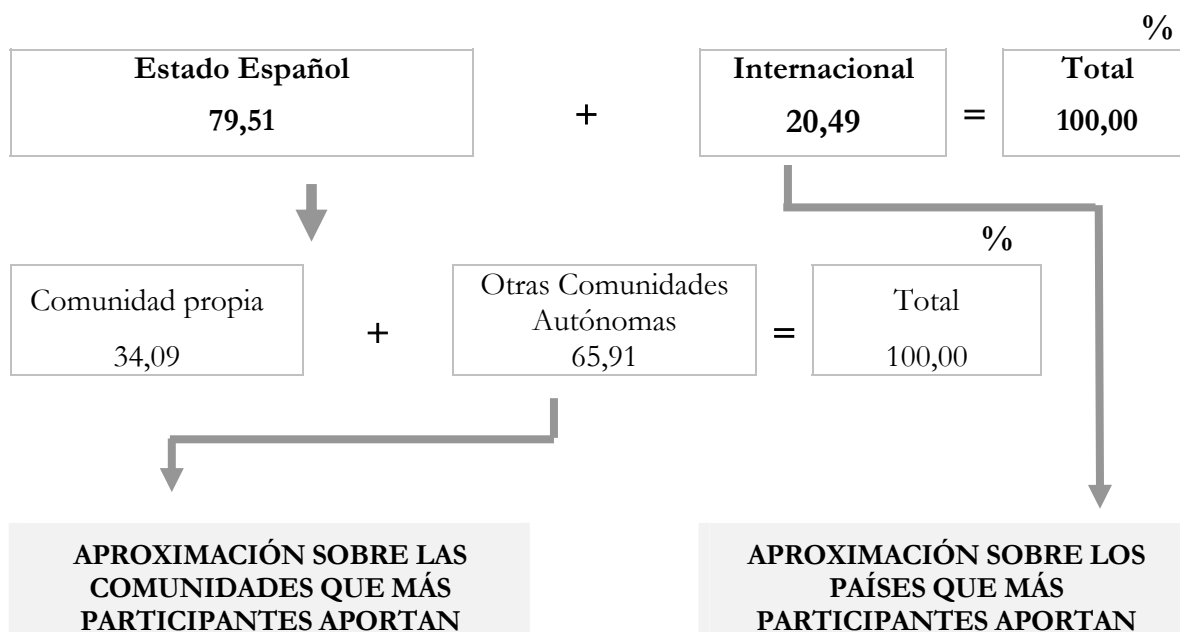 %
Estado Español
79,51
+
Internacional
20,49
=
Total
100,00
%
Comunidad propia
34,09
+
Otras Comunidades
Autónomas
65,91
=
Total
100,00
APROXIMACIÓN SOBRE LAS
COMUNIDADES QUE MÁS
PARTICIPANTES APORTAN
APROXIMACIÓN SOBRE LOS
PAÍSES QUE MÁS
PARTICIPANTES APORTAN